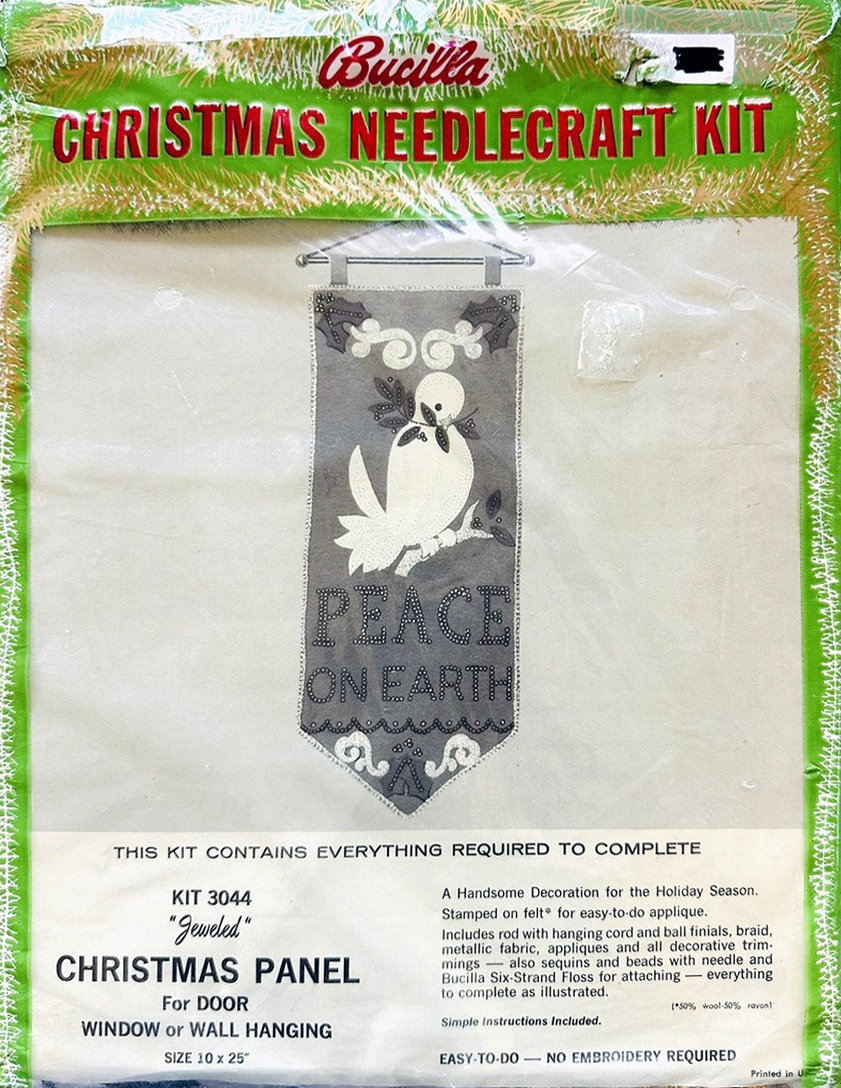 Bucilla
CHRISTMAS NEEDLECRAFT KIT
PEACE
ON EARTH
THIS KIT CONTAINS EVERYTHING REQUIRED TO COMPLETE
KIT 3044
"Jeweled"
CHRISTMAS PANEL
For DOOR
WINDOW or WALL HANGING
SIZE 10 x 25"
A Handsome Decoration for the Holiday Season.
Stamped on felt* for easy-to-do applique.
Includes rod with hanging cord and ball finials, braid,
metallic fabric, appliques and all decorative trim-
mings — also sequins and beads with needle and
Bucilla Six-Strand Floss for attaching — everything
to complete as illustrated.
(*50% wool-50% rayon)
Simple Instructions Included.
EASY-TO-DO — NO EMBROIDERY REQUIRED
Printed in U